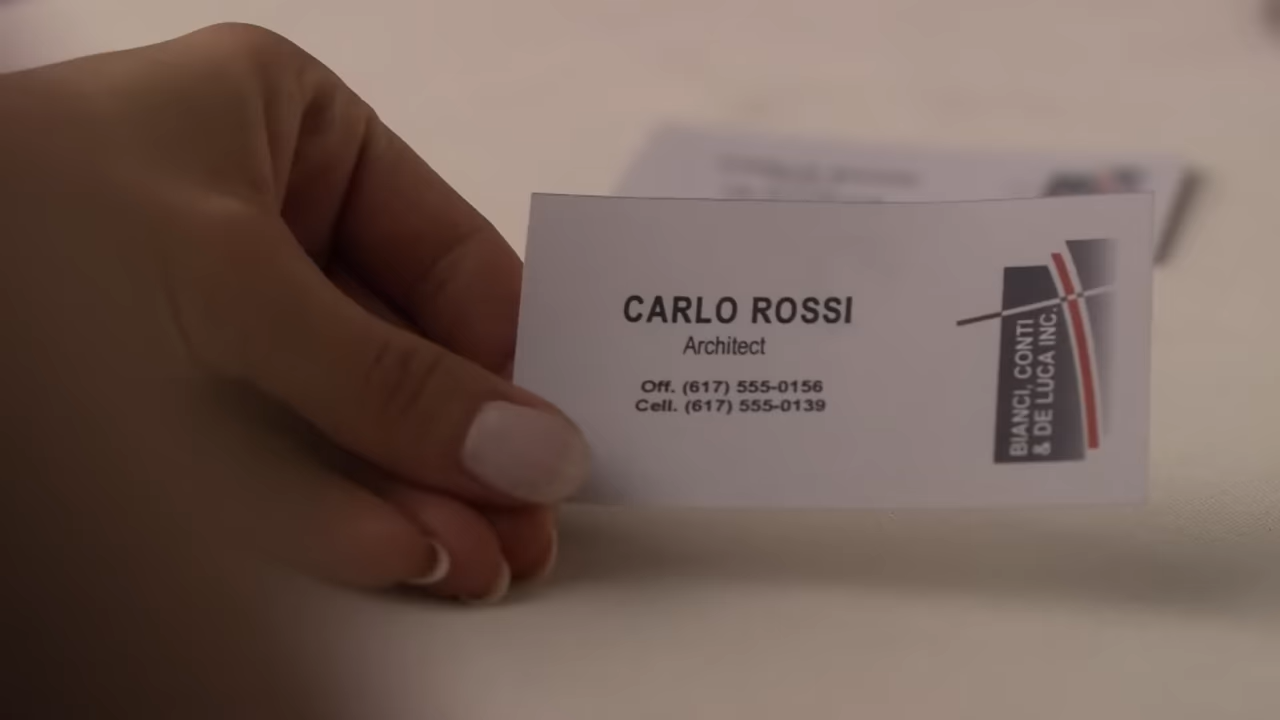 CARLO ROSSI
Architect
Off. (617) 555-0156
Cell. (617) 555-0139
BIANCI, CONTI
& DE LUCA INC.